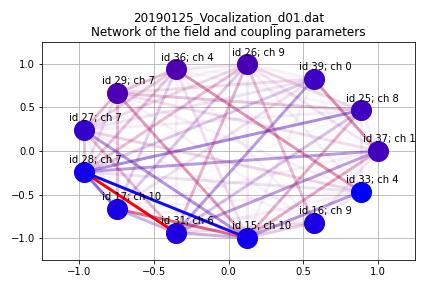 20190125_Vocalization_d01.dat
Network of the field and coupling parameters
id 36; ch 4
id 26; ch 9
id 29; ch 7
id 39; ch 0
id 25; ch 8
id 27; ch 7
id 37; ch 1
id 28; ch 7
id 33; ch 4
id 17; ch 10
id 31; ch 6
id 15; ch 10
id 16; ch 9
1.0
0.5
0.0
−0.5
−1.0
−1.0
−0.5
0.0
0.5
1.0